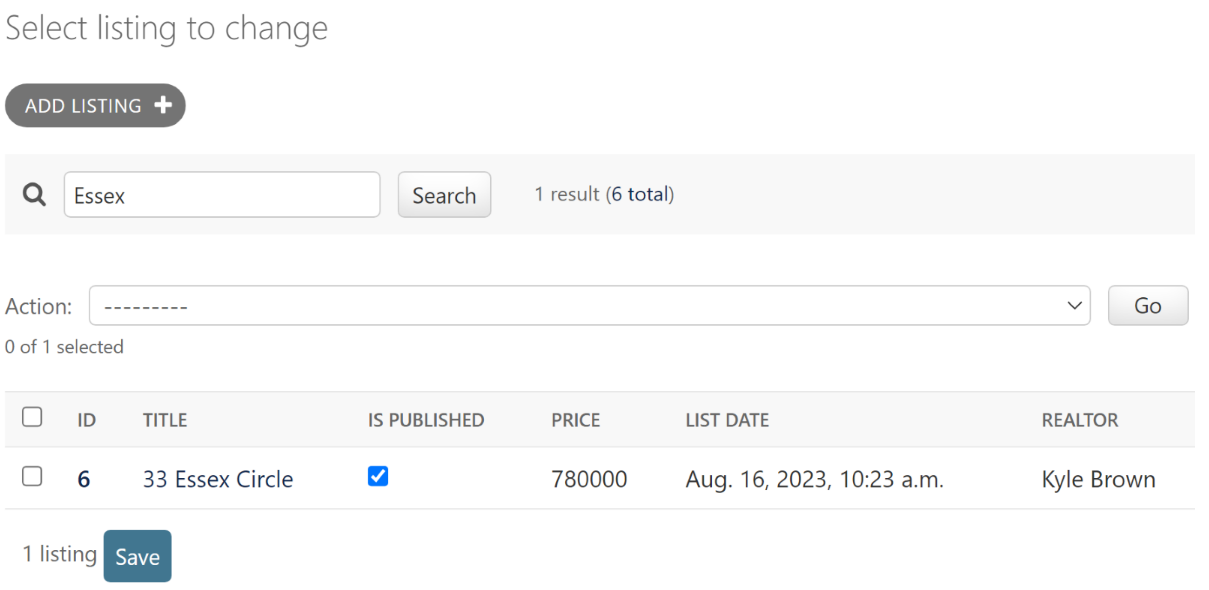 Select listing to change
ADD LISTING +
Essex Search 1 result (6 total)
Action: --------- Go
0 of 1 selected
ID TITLE IS PUBLISHED PRICE LIST DATE REALTOR
6 33 Essex Circle 780000 Aug. 16, 2023, 10:23 a.m. Kyle Brown
1 listing Save